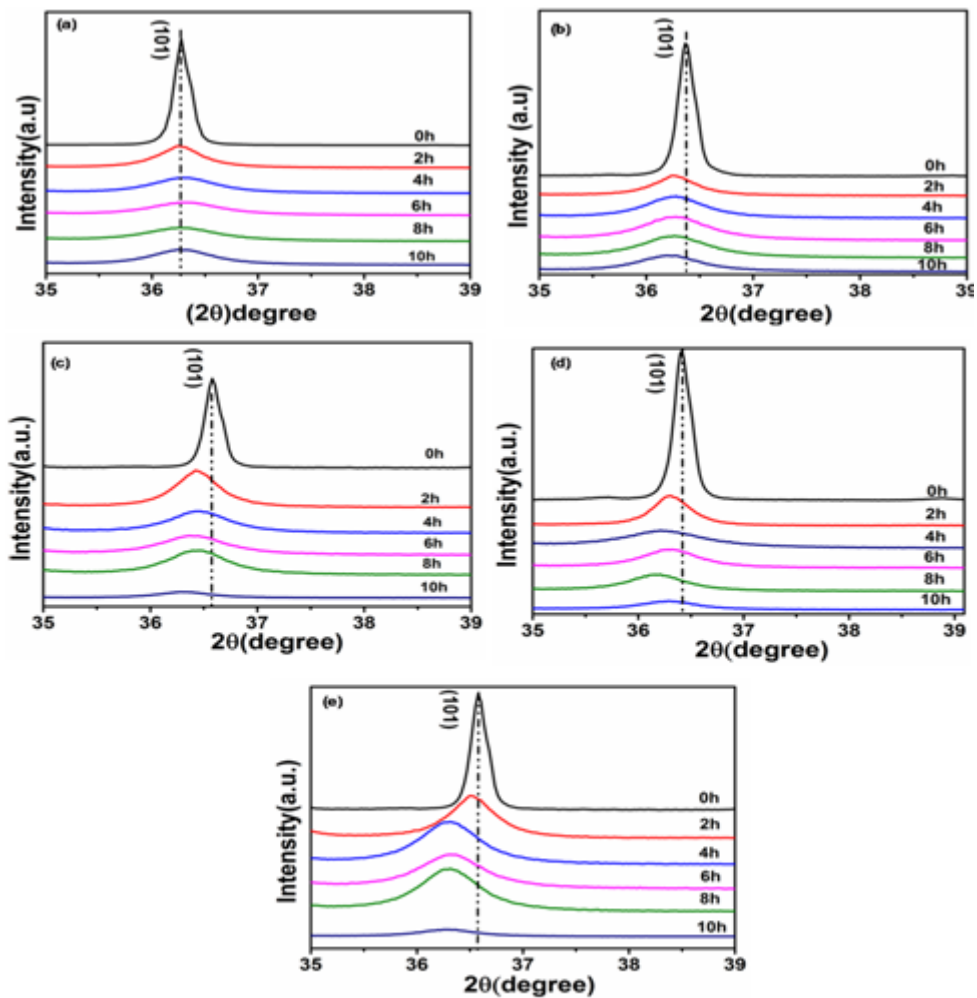 (a)
(101)
Intensity(a.u)
0h
2h
4h
6h
8h
10h
35 36 37 38 39
(2θ)degree
(b)
(101)
Intensity (a.u)
0h
2h
4h
6h
8h
10h
35 36 37 38 39
2θ(degree)
(c)
(101)
Intensity(a.u.)
0h
2h
4h
6h
8h
10h
35 36 37 38 39
2θ(degree)
(d)
(101)
Intensity(a.u.)
0h
2h
4h
6h
8h
10h
35 36 37 38 39
2θ(degree)
(e)
(101)
Intensity(a.u.)
0h
2h
4h
6h
8h
10h
35 36 37 38 39
2θ(degree)